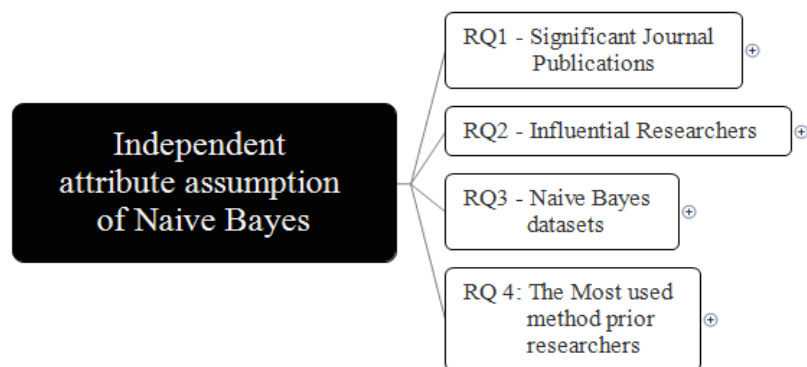 Independent
attribute assumption
of Naive Bayes
RQ1 - Significant Journal
Publications
RQ2 - Influential Researchers
RQ3 - Naive Bayes
datasets
RQ 4: The Most used
method prior
researchers